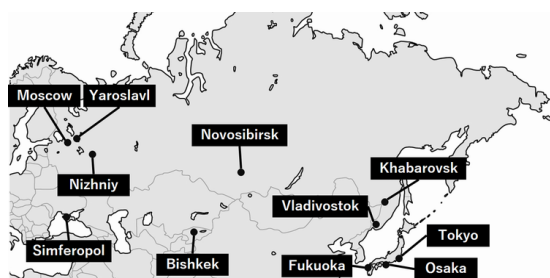 Moscow
Yaroslavl
Novosibirsk
Khabarovsk
Nizhniy
Vladivostok
Tokyo
Simferopol
Bishkek
Fukuoka
Osaka